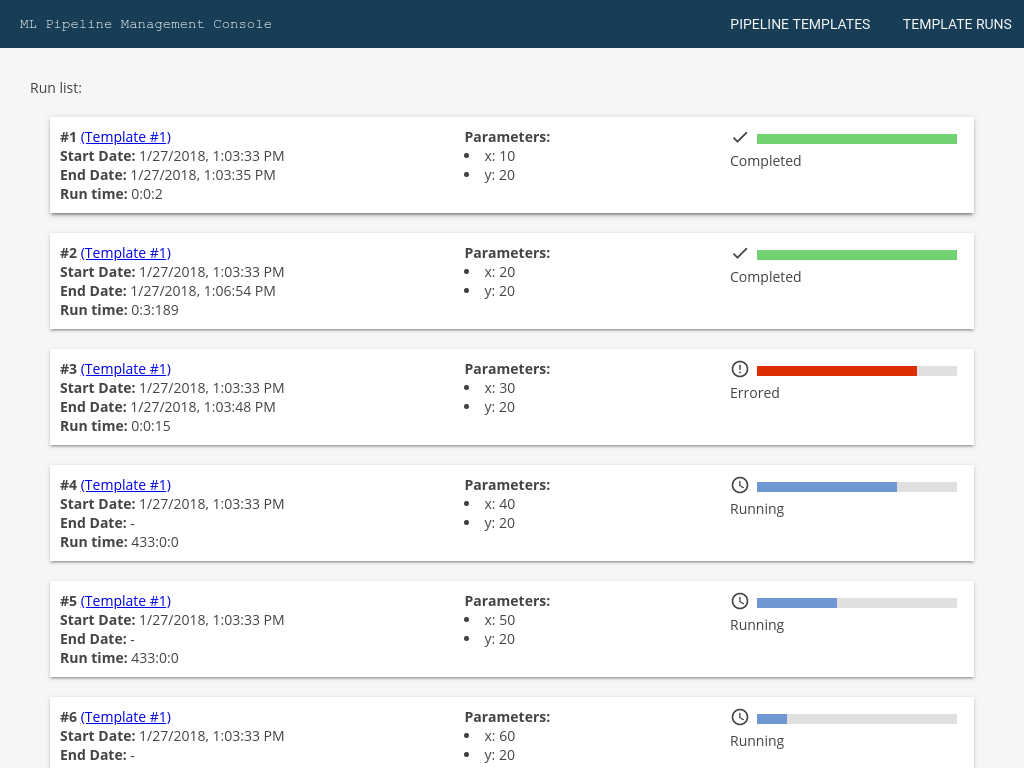 ML Pipeline Management Console
PIPELINE TEMPLATES
TEMPLATE RUNS
Run list:
#1 (Template #1)
Start Date: 1/27/2018, 1:03:33 PM
End Date: 1/27/2018, 1:03:35 PM
Run time: 0:0:2
Parameters:
• x: 10
• y: 20
Completed
#2 (Template #1)
Start Date: 1/27/2018, 1:03:33 PM
End Date: 1/27/2018, 1:06:54 PM
Run time: 0:3:189
Parameters:
• x: 20
• y: 20
Completed
#3 (Template #1)
Start Date: 1/27/2018, 1:03:33 PM
End Date: 1/27/2018, 1:03:48 PM
Run time: 0:0:15
Parameters:
• x: 30
• y: 20
Errored
#4 (Template #1)
Start Date: 1/27/2018, 1:03:33 PM
End Date: -
Run time: 433:0:0
Parameters:
• x: 40
• y: 20
Running
#5 (Template #1)
Start Date: 1/27/2018, 1:03:33 PM
End Date: -
Run time: 433:0:0
Parameters:
• x: 50
• y: 20
Running
#6 (Template #1)
Start Date: 1/27/2018, 1:03:33 PM
End Date: -
Parameters:
• x: 60
• y: 20
Running